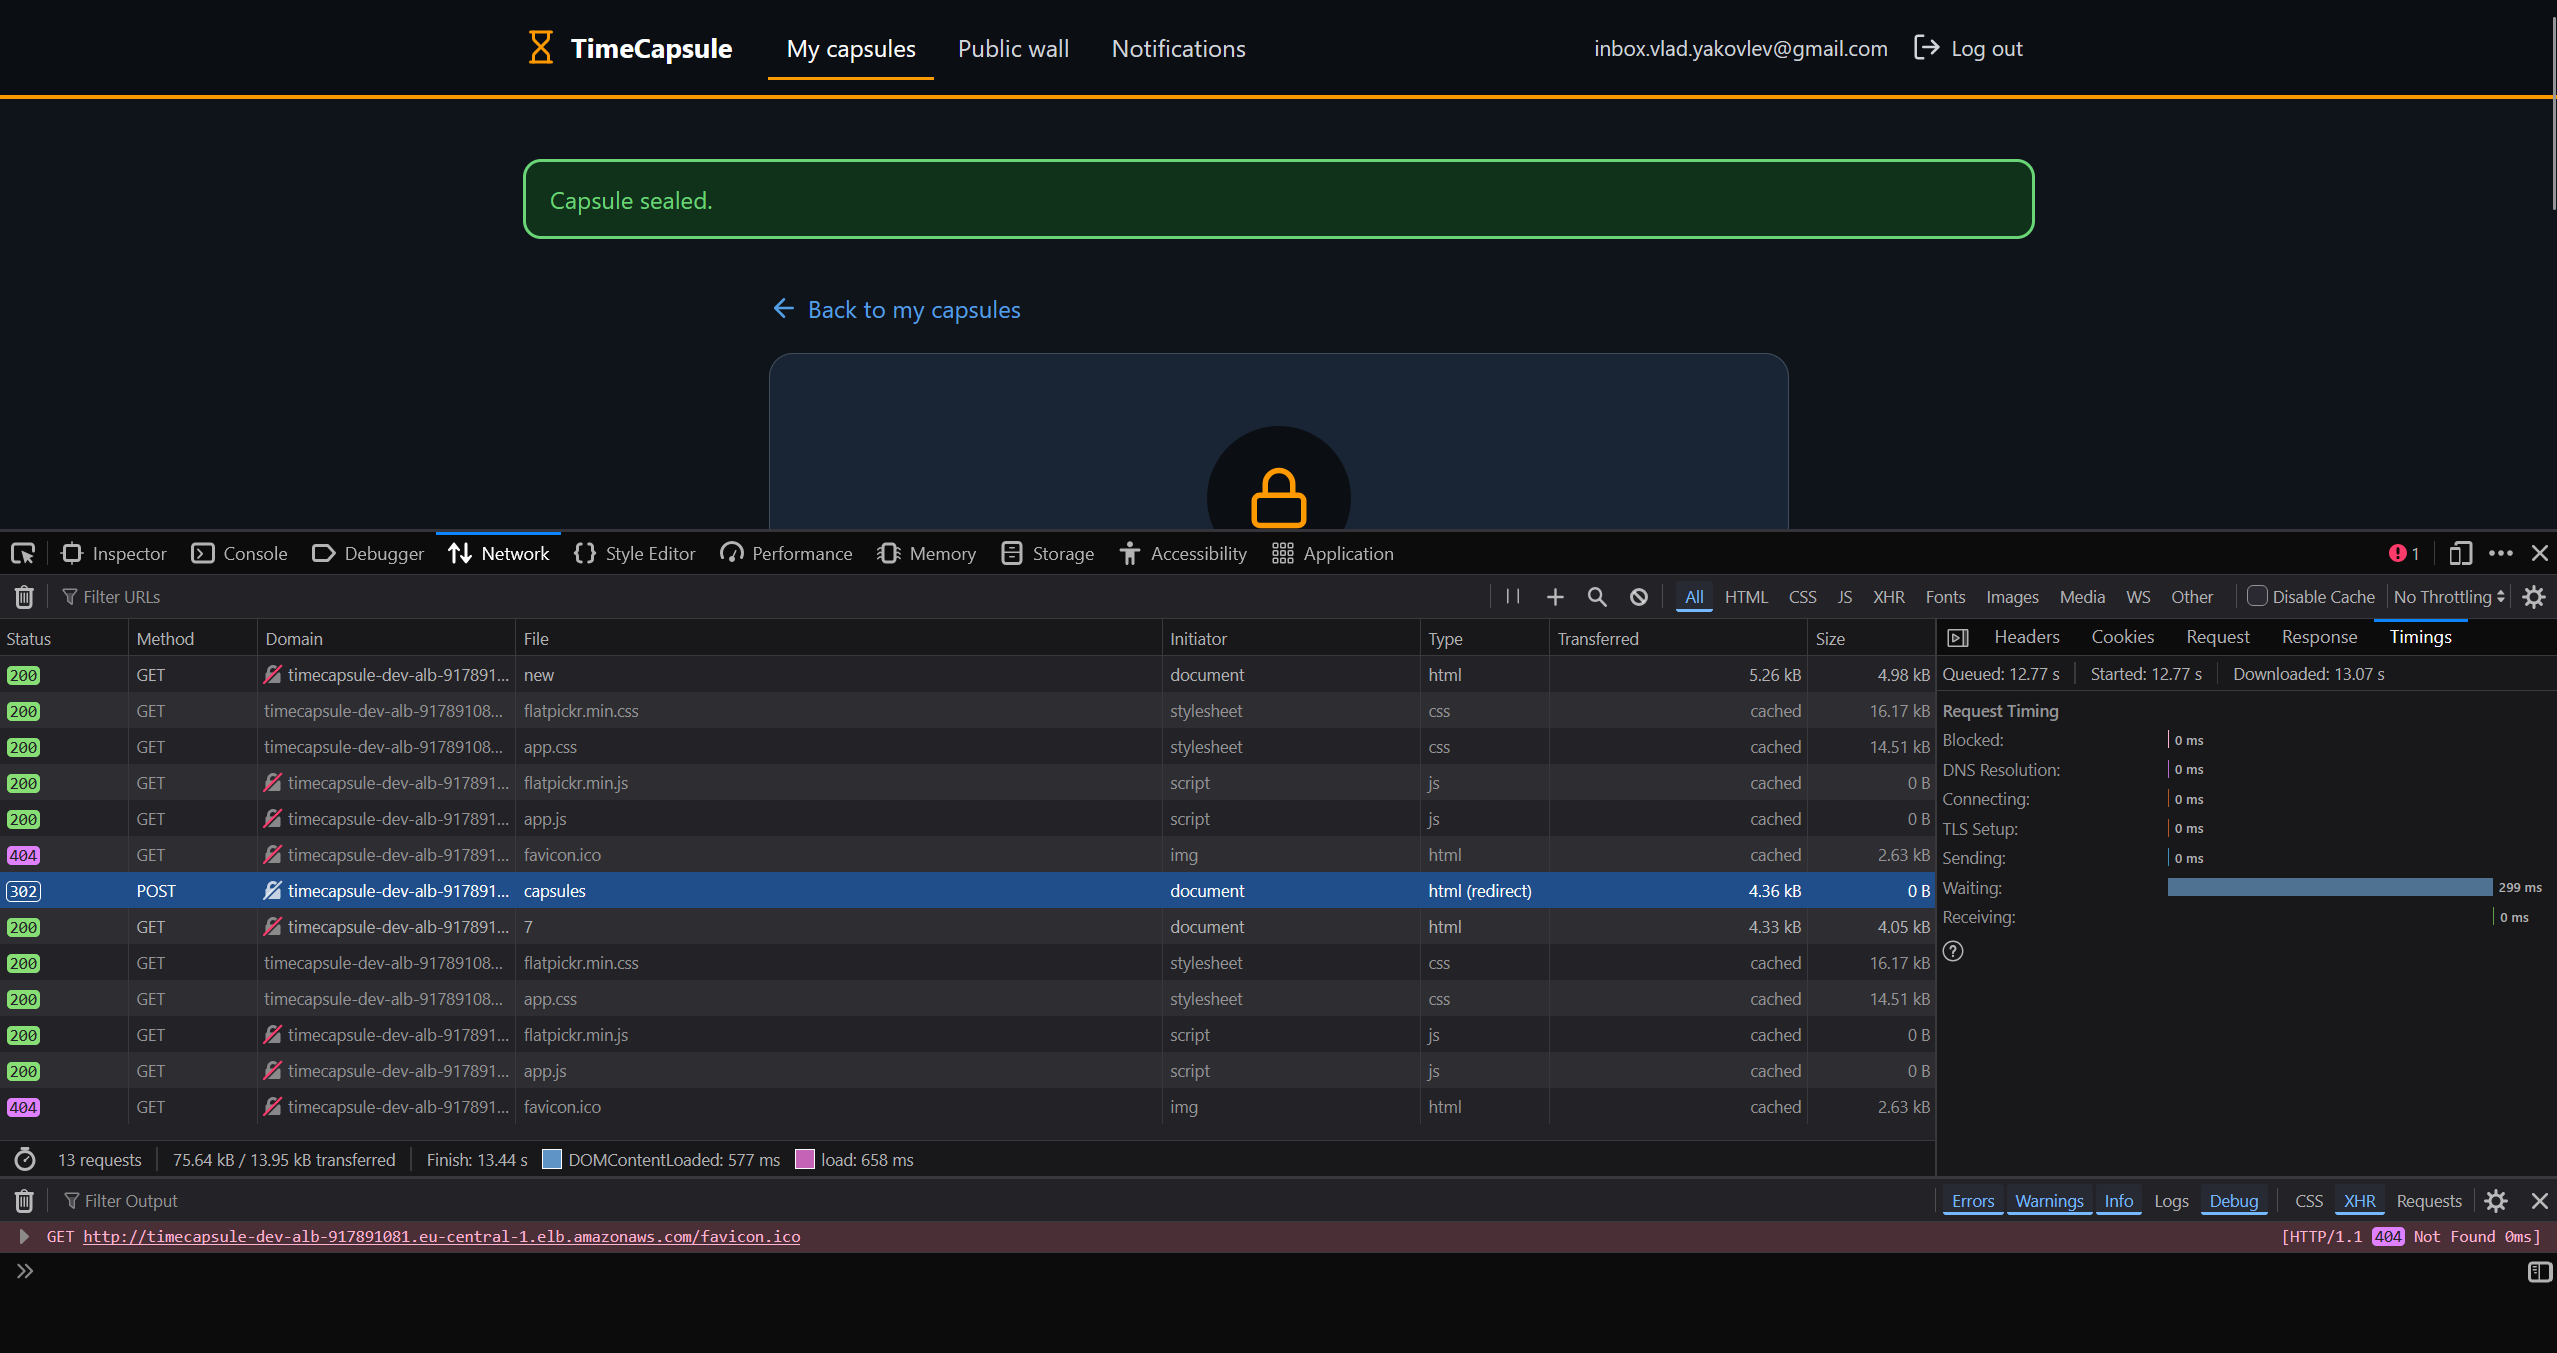 TimeCapsule My capsules Public wall Notifications inbox.vlad.yakovlev@gmail.com Log out
Capsule sealed.
Back to my capsules
Inspector Console Debugger Network Style Editor Performance Memory Storage Accessibility Application 1
Filter URLs All HTML CSS JS XHR Fonts Images Media WS Other Disable Cache No Throttling
Status Method Domain File Initiator Type Transferred Size
200 GET timecapsule-dev-alb-917891... new document html 5.26 kB 4.98 kB
200 GET timecapsule-dev-alb-91789108... flatpickr.min.css stylesheet css cached 16.17 kB
200 GET timecapsule-dev-alb-91789108... app.css stylesheet css cached 14.51 kB
200 GET timecapsule-dev-alb-917891... flatpickr.min.js script js cached 0 B
200 GET timecapsule-dev-alb-917891... app.js script js cached 0 B
404 GET timecapsule-dev-alb-917891... favicon.ico img html cached 2.63 kB
302 POST timecapsule-dev-alb-917891... capsules document html (redirect) 4.36 kB 0 B
200 GET timecapsule-dev-alb-917891... 7 document html 4.33 kB 4.05 kB
200 GET timecapsule-dev-alb-91789108... flatpickr.min.css stylesheet css cached 16.17 kB
200 GET timecapsule-dev-alb-91789108... app.css stylesheet css cached 14.51 kB
200 GET timecapsule-dev-alb-917891... flatpickr.min.js script js cached 0 B
200 GET timecapsule-dev-alb-917891... app.js script js cached 0 B
404 GET timecapsule-dev-alb-917891... favicon.ico img html cached 2.63 kB
Headers Cookies Request Response Timings
Queued: 12.77 s Started: 12.77 s Downloaded: 13.07 s
Request Timing
Blocked: 0 ms
DNS Resolution: 0 ms
Connecting: 0 ms
TLS Setup: 0 ms
Sending: 0 ms
Waiting: 299 ms
Receiving: 0 ms
13 requests 75.64 kB / 13.95 kB transferred Finish: 13.44 s DOMContentLoaded: 577 ms load: 658 ms
Filter Output Errors Warnings Info Logs Debug CSS XHR Requests
GET http://timecapsule-dev-alb-917891081.eu-central-1.elb.amazonaws.com/favicon.ico [HTTP/1.1 404 Not Found 0ms]